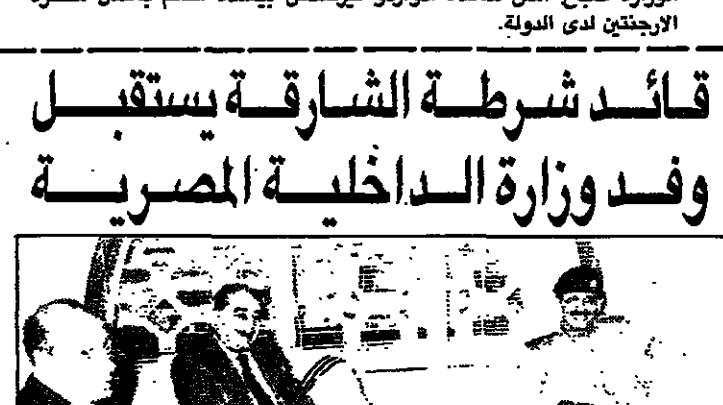 الارجنتين لدى الدولة.
قائد شرطة الشارقة يستقبل
وفد وزارة الداخلية المصرية